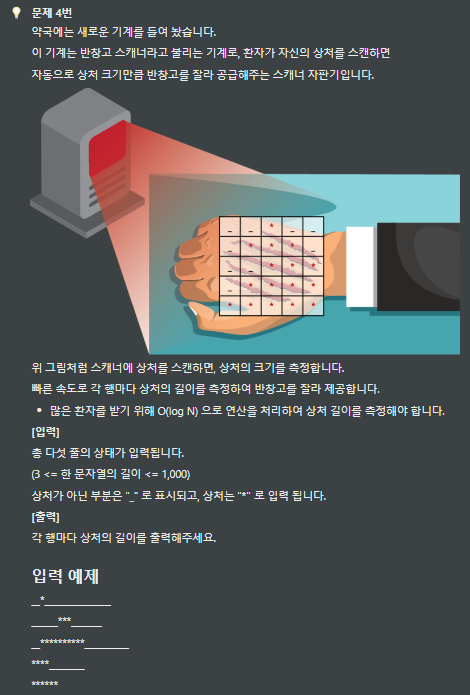 문제 4번
약국에는 새로운 기계를 들여 놨습니다.
이 기계는 반창고 스캐너라고 불리는 기계로, 환자가 자신의 상처를 스캔하면
자동으로 상처 크기만큼 반창고를 잘라 공급해주는 스캐너 자판기입니다.
_ _ * _
_ * * *
_ _ * *
_ * * * *
* * * * *
위 그림처럼 스캐너에 상처를 스캔하면, 상처의 크기를 측정합니다.
빠른 속도로 각 행마다 상처의 길이를 측정하여 반창고를 잘라 제공합니다.
• 많은 환자를 받기 위해 O(log N) 으로 연산을 처리하여 상처 길이를 측정해야 합니다.
[입력]
총 다섯 줄의 상태가 입력됩니다.
(3 <= 한 문자열의 길이 <= 1,000)
상처가 아닌 부분은 "_" 로 표시되고, 상처는 "*" 로 입력 됩니다.
[출력]
각 행마다 상처의 길이를 출력해주세요.
입력 예제
__*_______________
______***_______
__**********__________
****________
******